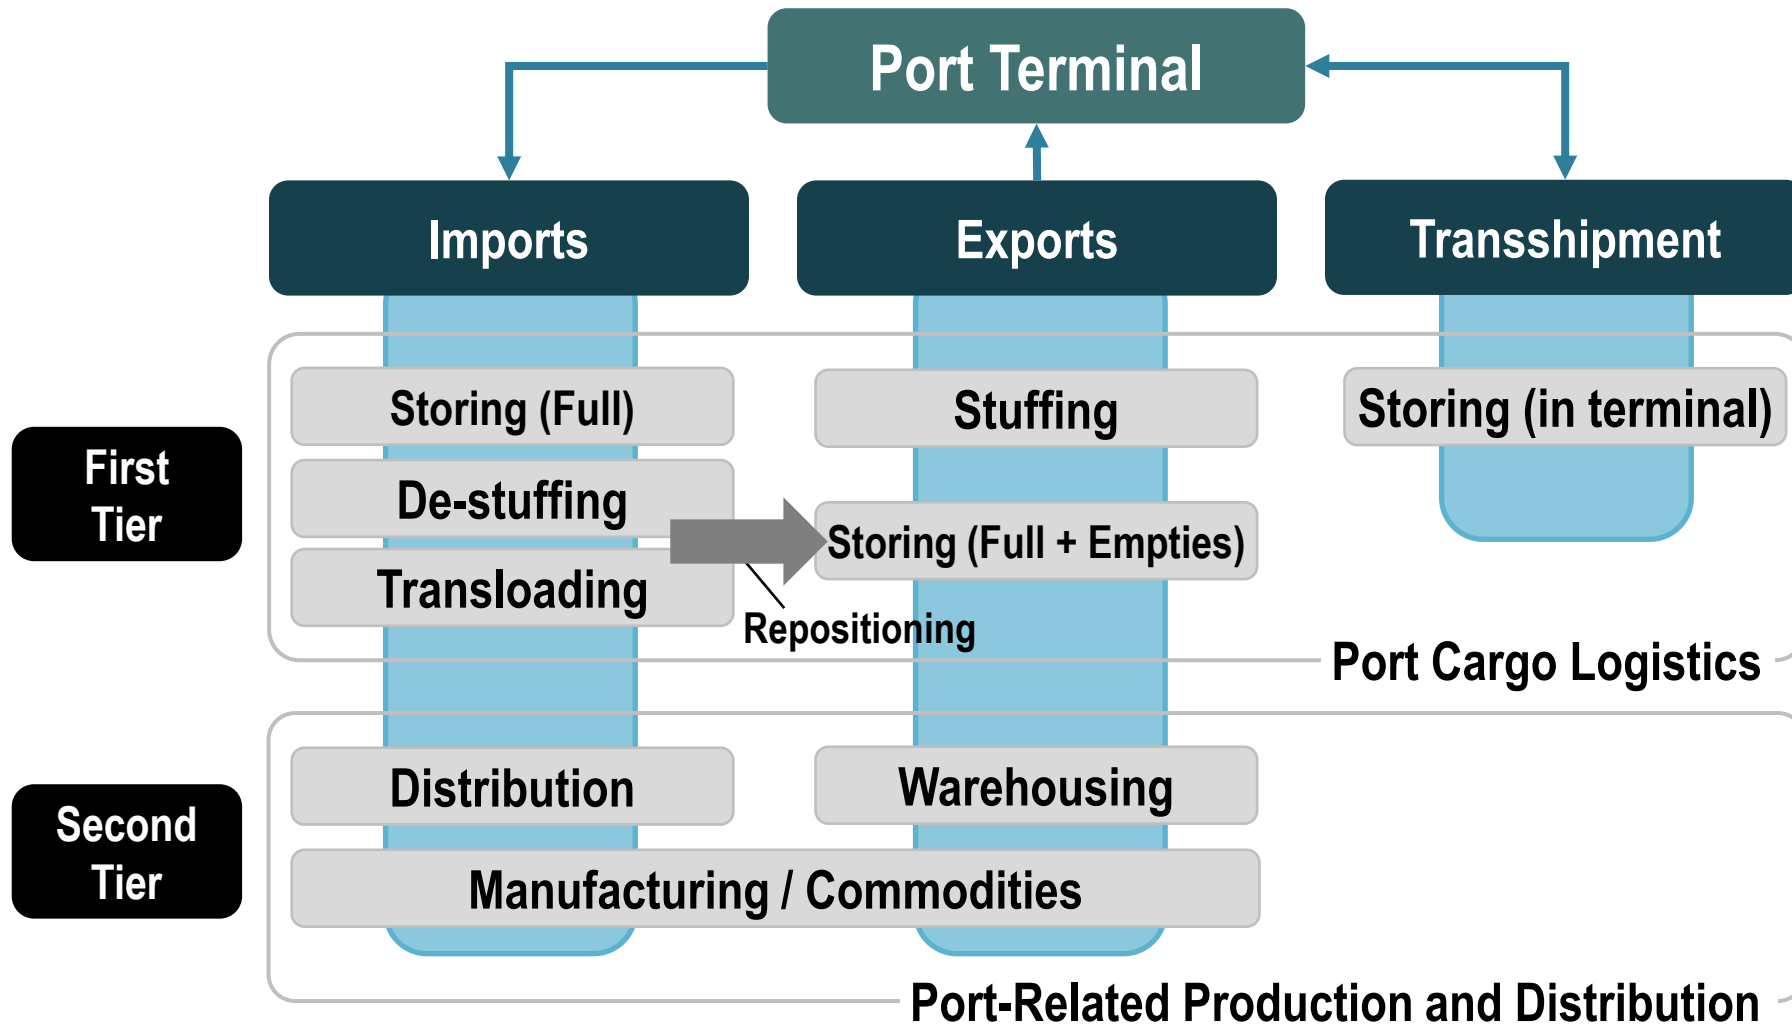 Port Terminal
Imports
Exports
Transshipment
First
Tier
Storing (Full)
De-stuffing
Transloading
Stuffing
Storing (Full + Empties)
Storing (in terminal)
Repositioning
Port Cargo Logistics
Second
Tier
Distribution
Warehousing
Manufacturing / Commodities
Port-Related Production and Distribution